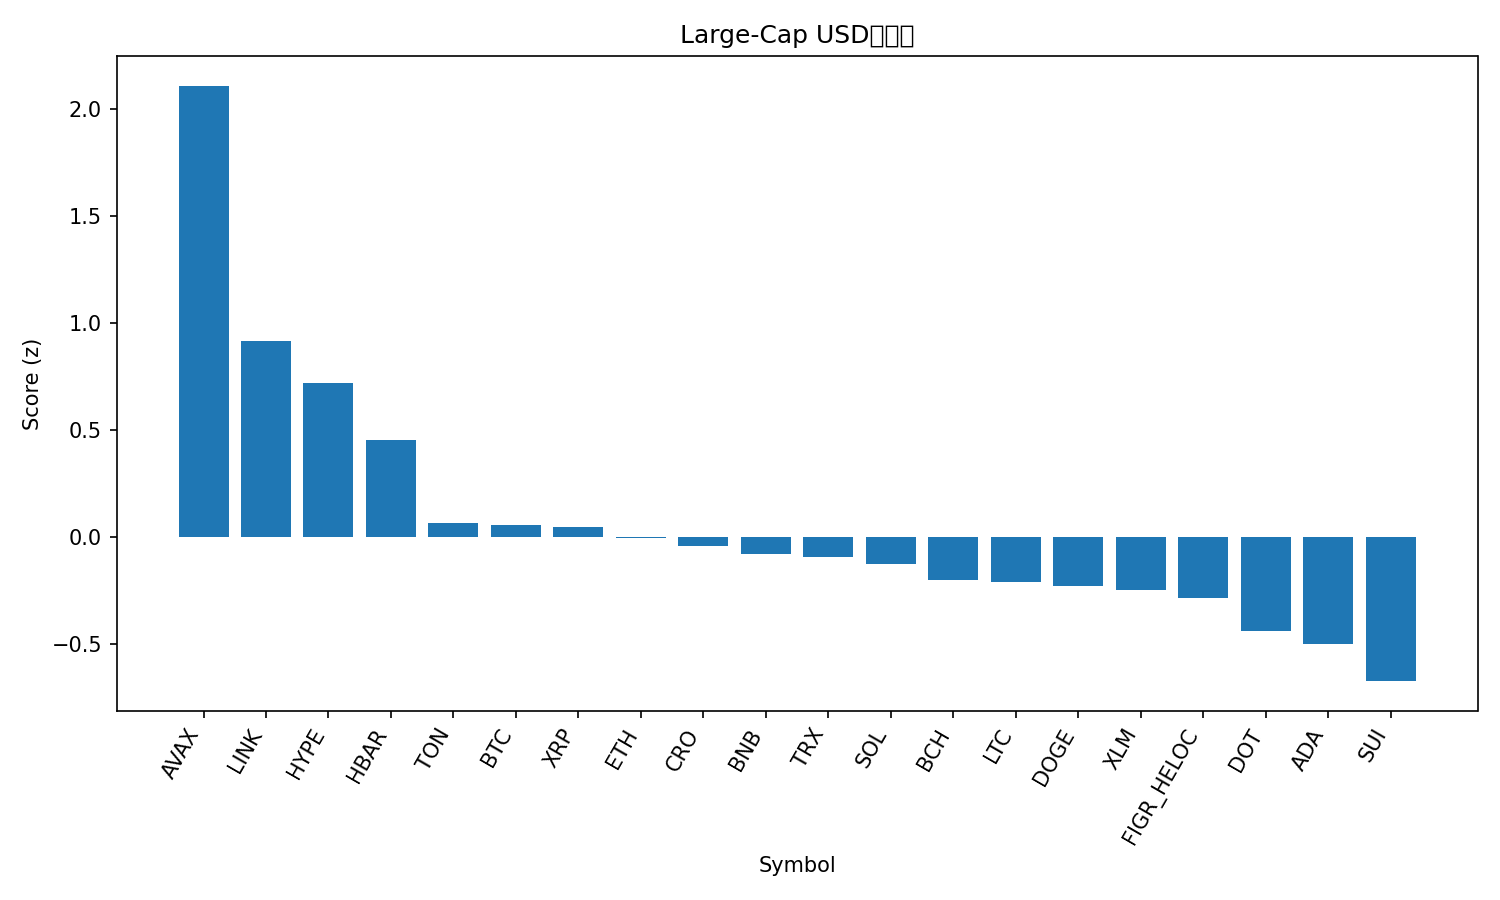 Large-Cap USD
Score (z)
2.0
1.5
1.0
0.5
0.0
−0.5
AVAX
LINK
HYPE
HBAR
TON
BTC
XRP
ETH
CRO
BNB
TRX
SOL
BCH
LTC
DOGE
XLM
FIGR_HELOC
DOT
ADA
SUI
Symbol